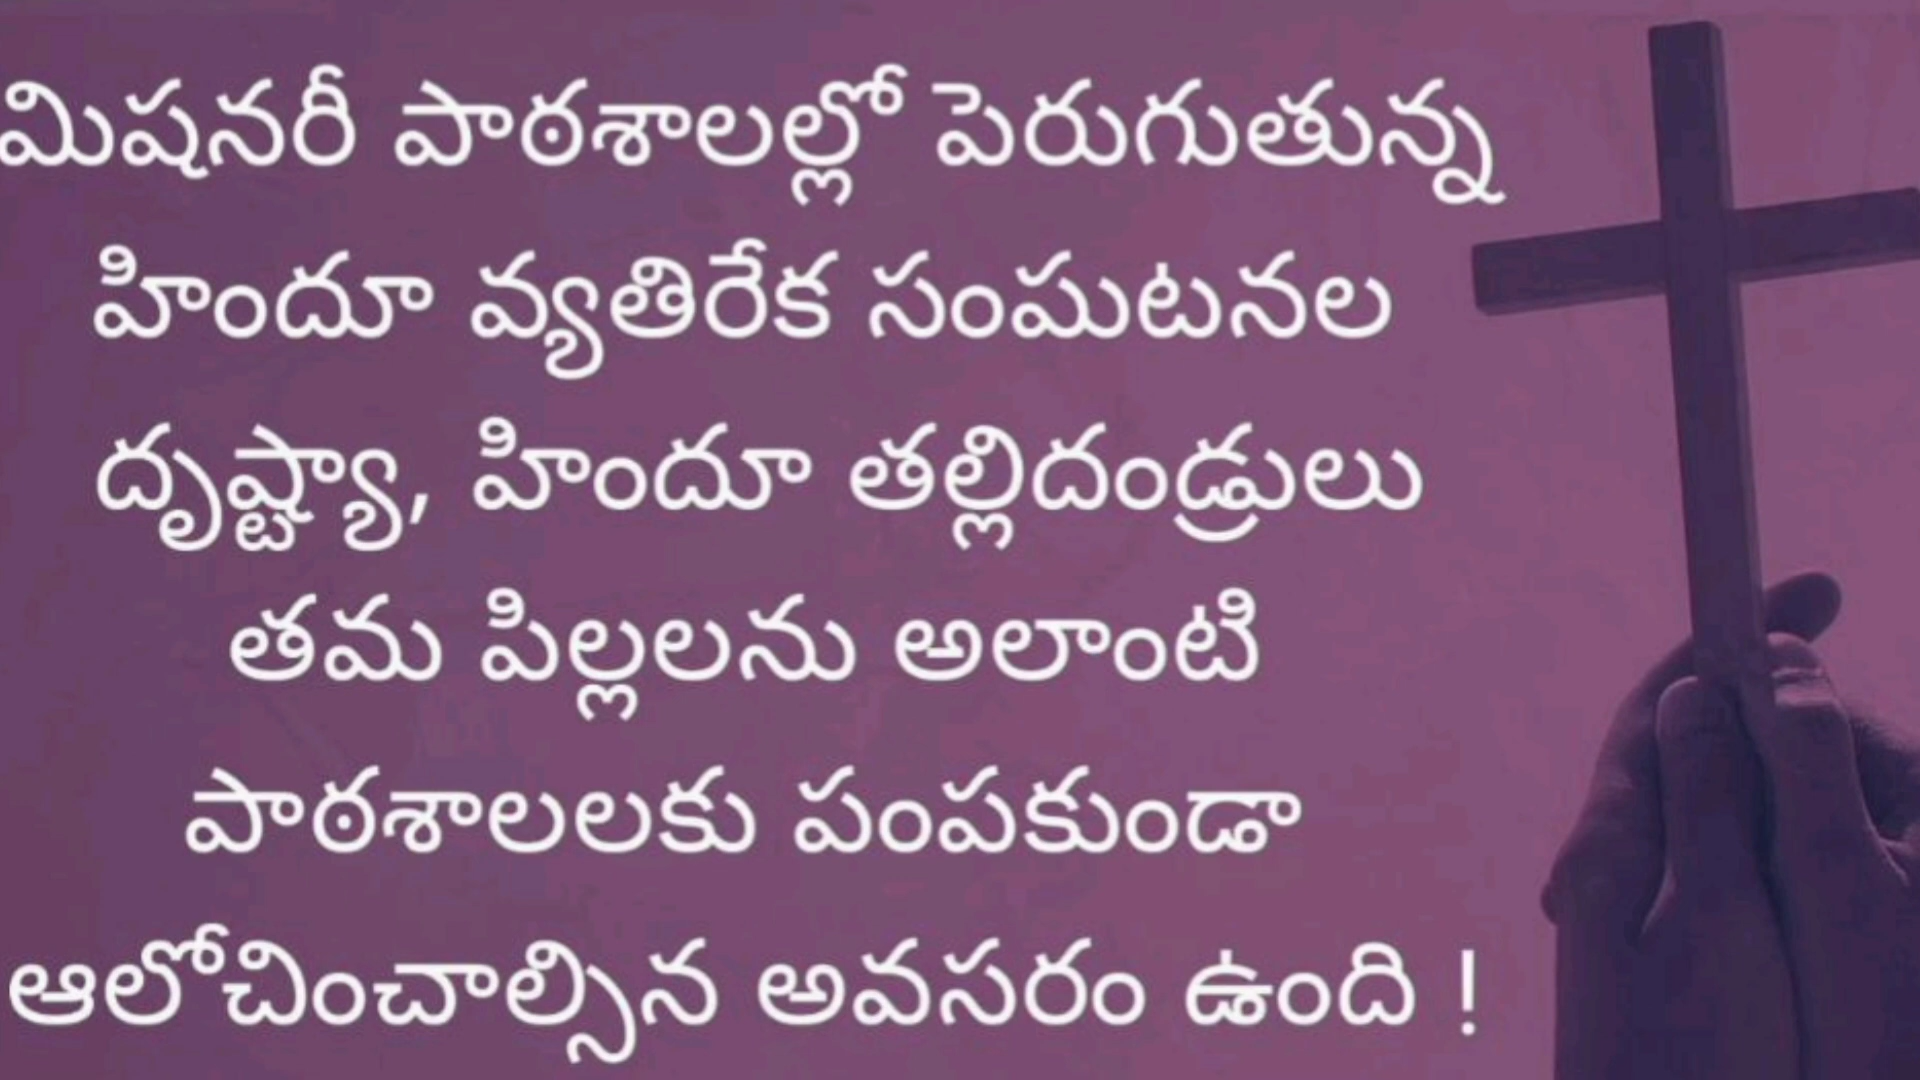 మిషనరీ పాఠశాలల్లో పెరుగుతున్న
హిందూ వ్యతిరేక సంఘటనల
దృష్ట్యా, హిందూ తల్లిదండ్రులు
తమ పిల్లలను అలాంటి
పాఠశాలలకు పంపకుండా
ఆలోచించాల్సిన అవసరం ఉంది !